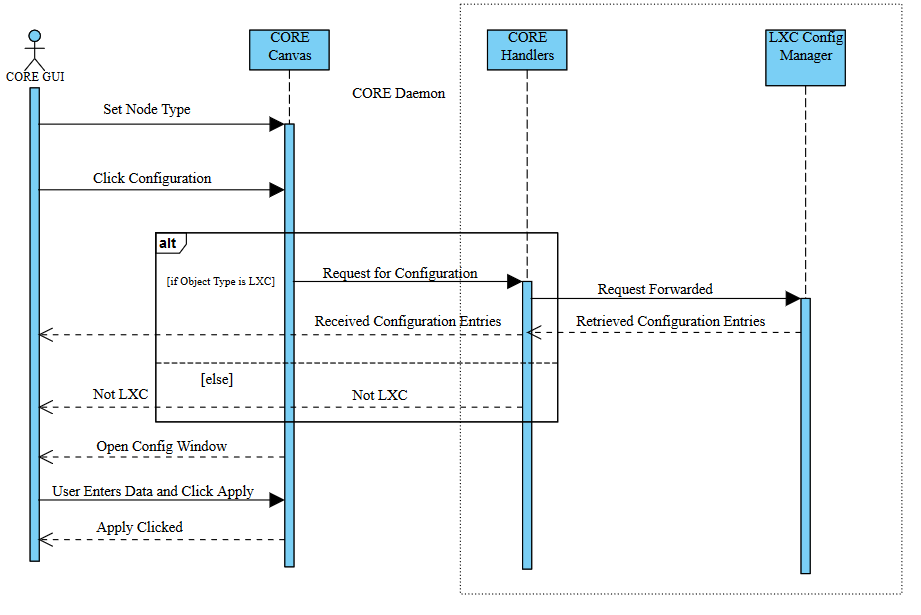 CORE
Canvas
CORE
Handlers
LXC Config
Manager
CORE GUI
CORE Daemon
Set Node Type
Click Configuration
alt
[if Object Type is LXC]
Request for Configuration
Request Forwarded
Received Configuration Entries
Retrieved Configuration Entries
[else]
Not LXC
Not LXC
Open Config Window
User Enters Data and Click Apply
Apply Clicked